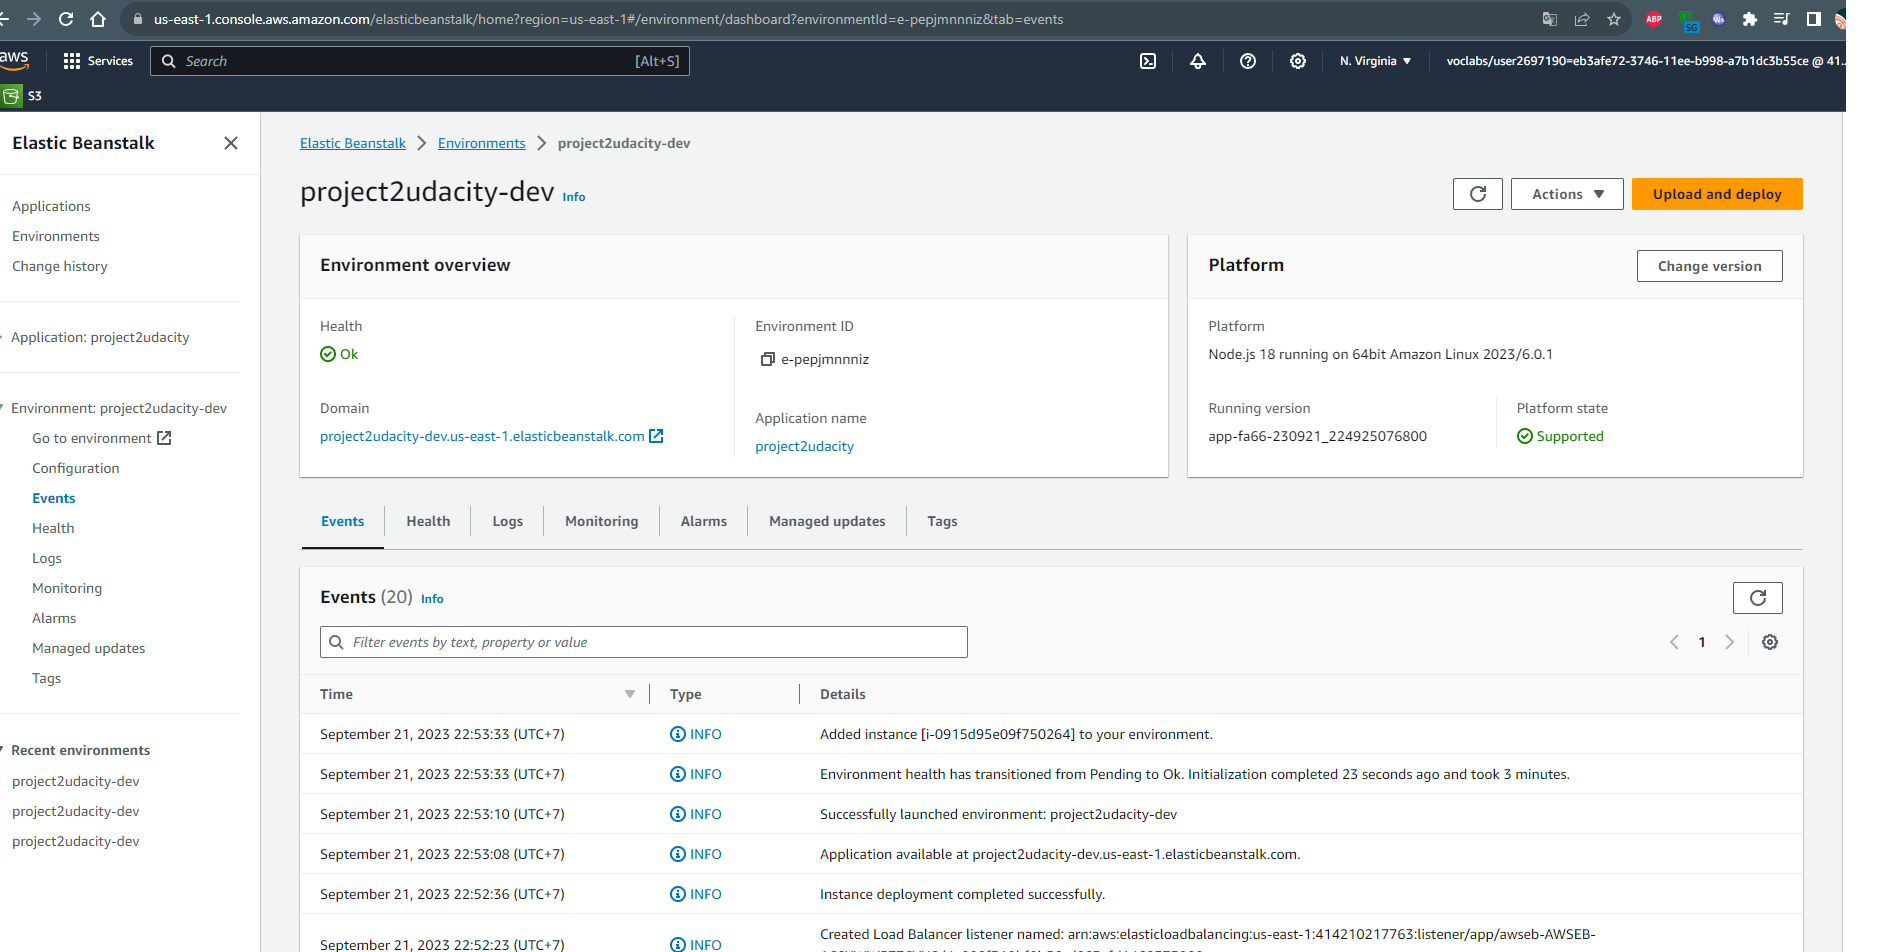 us-east-1.console.aws.amazon.com/elasticbeanstalk/home?region=us-east-1#/environment/dashboard?environmentId=e-pepjmnnniz&tab=events
ABP
SG
Ws
aws
Services
Search
[Alt+S]
N. Virginia
voclabs/user2697190=eb3afe72-3746-11ee-b998-a7b1dc3b55ce @ 41...
S3
Elastic Beanstalk
Applications
Environments
Change history
Application: project2udacity
Environment: project2udacity-dev
Go to environment
Configuration
Events
Health
Logs
Monitoring
Alarms
Managed updates
Tags
Recent environments
project2udacity-dev
project2udacity-dev
project2udacity-dev
Elastic Beanstalk > Environments > project2udacity-dev
project2udacity-dev Info
Actions
Upload and deploy
Environment overview
Health
Ok
Domain
project2udacity-dev.us-east-1.elasticbeanstalk.com
Environment ID
e-pepjmnnniz
Application name
project2udacity
Platform
Change version
Platform
Node.js 18 running on 64bit Amazon Linux 2023/6.0.1
Running version
app-fa66-230921_224925076800
Platform state
Supported
Events Health Logs Monitoring Alarms Managed updates Tags
Events (20) Info
Filter events by text, property or value
1
Time Type Details
September 21, 2023 22:53:33 (UTC+7) INFO Added instance [i-0915d95e09f750264] to your environment.
September 21, 2023 22:53:33 (UTC+7) INFO Environment health has transitioned from Pending to Ok. Initialization completed 23 seconds ago and took 3 minutes.
September 21, 2023 22:53:10 (UTC+7) INFO Successfully launched environment: project2udacity-dev
September 21, 2023 22:53:08 (UTC+7) INFO Application available at project2udacity-dev.us-east-1.elasticbeanstalk.com.
September 21, 2023 22:52:36 (UTC+7) INFO Instance deployment completed successfully.
September 21, 2023 22:52:23 (UTC+7) INFO Created Load Balancer listener named: arn:aws:elasticloadbalancing:us-east-1:414210217763:listener/app/awseb-AWSEB-